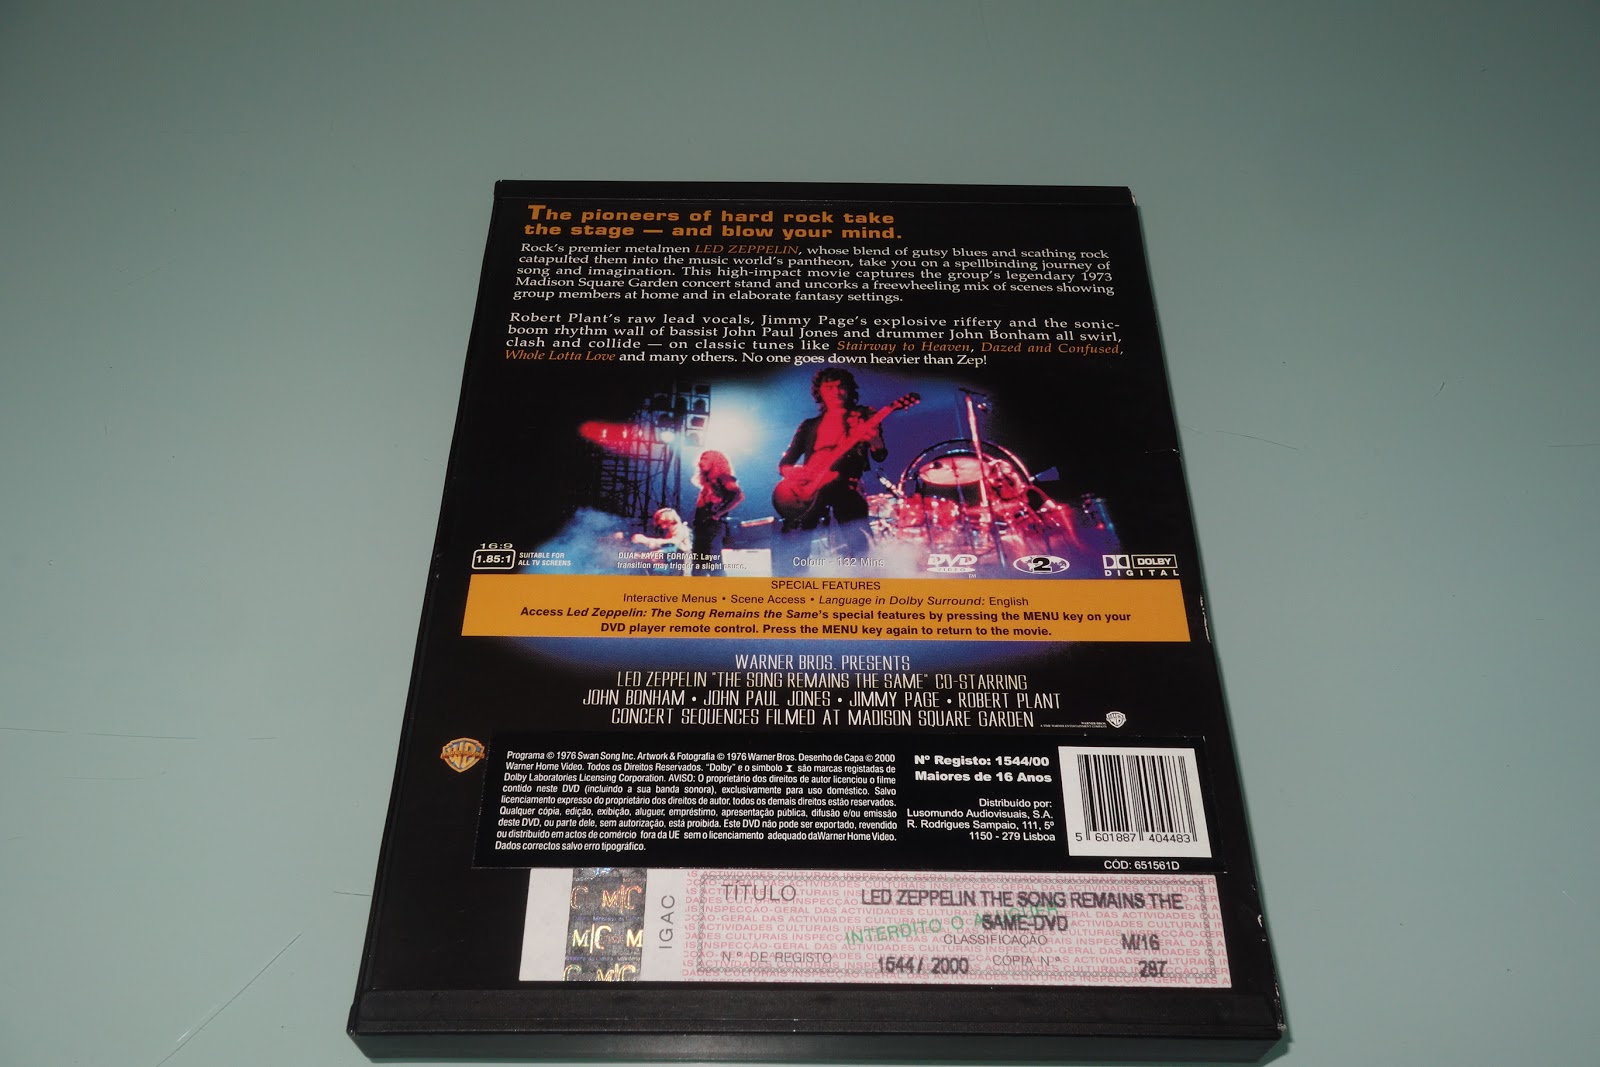 The pioneers of hard rock take
the stage — and blow your mind.
Rock's premier metalmen LED ZEPPELIN, whose blend of gutsy blues and scathing rock
catapulted them into the music world's pantheon, take you on a spellbinding journey of
song and imagination. This high-impact movie captures the group's legendary 1973
Madison Square Garden concert stand and uncorks a freewheeling mix of scenes showing
group members at home and in elaborate fantasy settings.
Robert Plant's raw lead vocals, Jimmy Page's explosive riffery and the sonic-
boom rhythm wall of bassist John Paul Jones and drummer John Bonham all swirl,
clash and collide — on classic tunes like Stairway to Heaven, Dazed and Confused,
Whole Lotta Love and many others. No one goes down heavier than Zep!
16:9
1.85:1
SUITABLE FOR
ALL TV SCREENS
DUAL LAYER FORMAT: Layer
transition may trigger a slight pause.
Colour - 132 Mins
DVD
VIDEO
TM
2
DOLBY
DIGITAL
SPECIAL FEATURES
Interactive Menus • Scene Access • Language in Dolby Surround: English
Access Led Zeppelin: The Song Remains the Same's special features by pressing the MENU key on your
DVD player remote control. Press the MENU key again to return to the movie.
WARNER BROS. PRESENTS
LED ZEPPELIN "THE SONG REMAINS THE SAME" CO-STARRING
JOHN BONHAM • JOHN PAUL JONES • JIMMY PAGE • ROBERT PLANT
CONCERT SEQUENCES FILMED AT MADISON SQUARE GARDEN
WB
Programa © 1976 Swan Song Inc. Artwork & Fotografia © 1976 Warner Bros. Desenho de Capa © 2000
Warner Home Video. Todos os Direitos Reservados. "Dolby" e o símbolo são marcas registadas de
Dolby Laboratories Licensing Corporation. AVISO: O proprietário dos direitos de autor licenciou o filme
contido neste DVD (incluindo a sua banda sonora), exclusivamente para uso doméstico. Salvo
licenciamento expresso do proprietário dos direitos de autor, todos os demais direitos estão reservados.
Qualquer cópia, edição, exibição, aluguer, empréstimo, apresentação pública, difusão e/ou emissão
deste DVD, ou parte dele, sem autorização, está proibida. Este DVD não pode ser exportado, revendido
ou distribuido em actos de comércio fora da UE sem o licenciamento adequado da Warner Home Video.
Dados correctos salvo erro tipográfico.
Nº Registo: 1544/00
Maiores de 16 Anos
Distribuído por:
Lusomundo Audiovisuais, S.A.
R. Rodrigues Sampaio, 111, 5º
1150 - 279 Lisboa
5 601887 404483
CÓD: 651561D
M|C
IGAC
TÍTULO
LED ZEPPELIN THE SONG REMAINS THE
SAME-DVD
INTERDITO O ALUGUER
CLASSIFICAÇÃO
M/16
N.º DE REGISTO
1544 / 2000
CÓPIA N.º
287
INSPECÇÃO-GERAL DAS ACTIVIDADES CULTURAIS